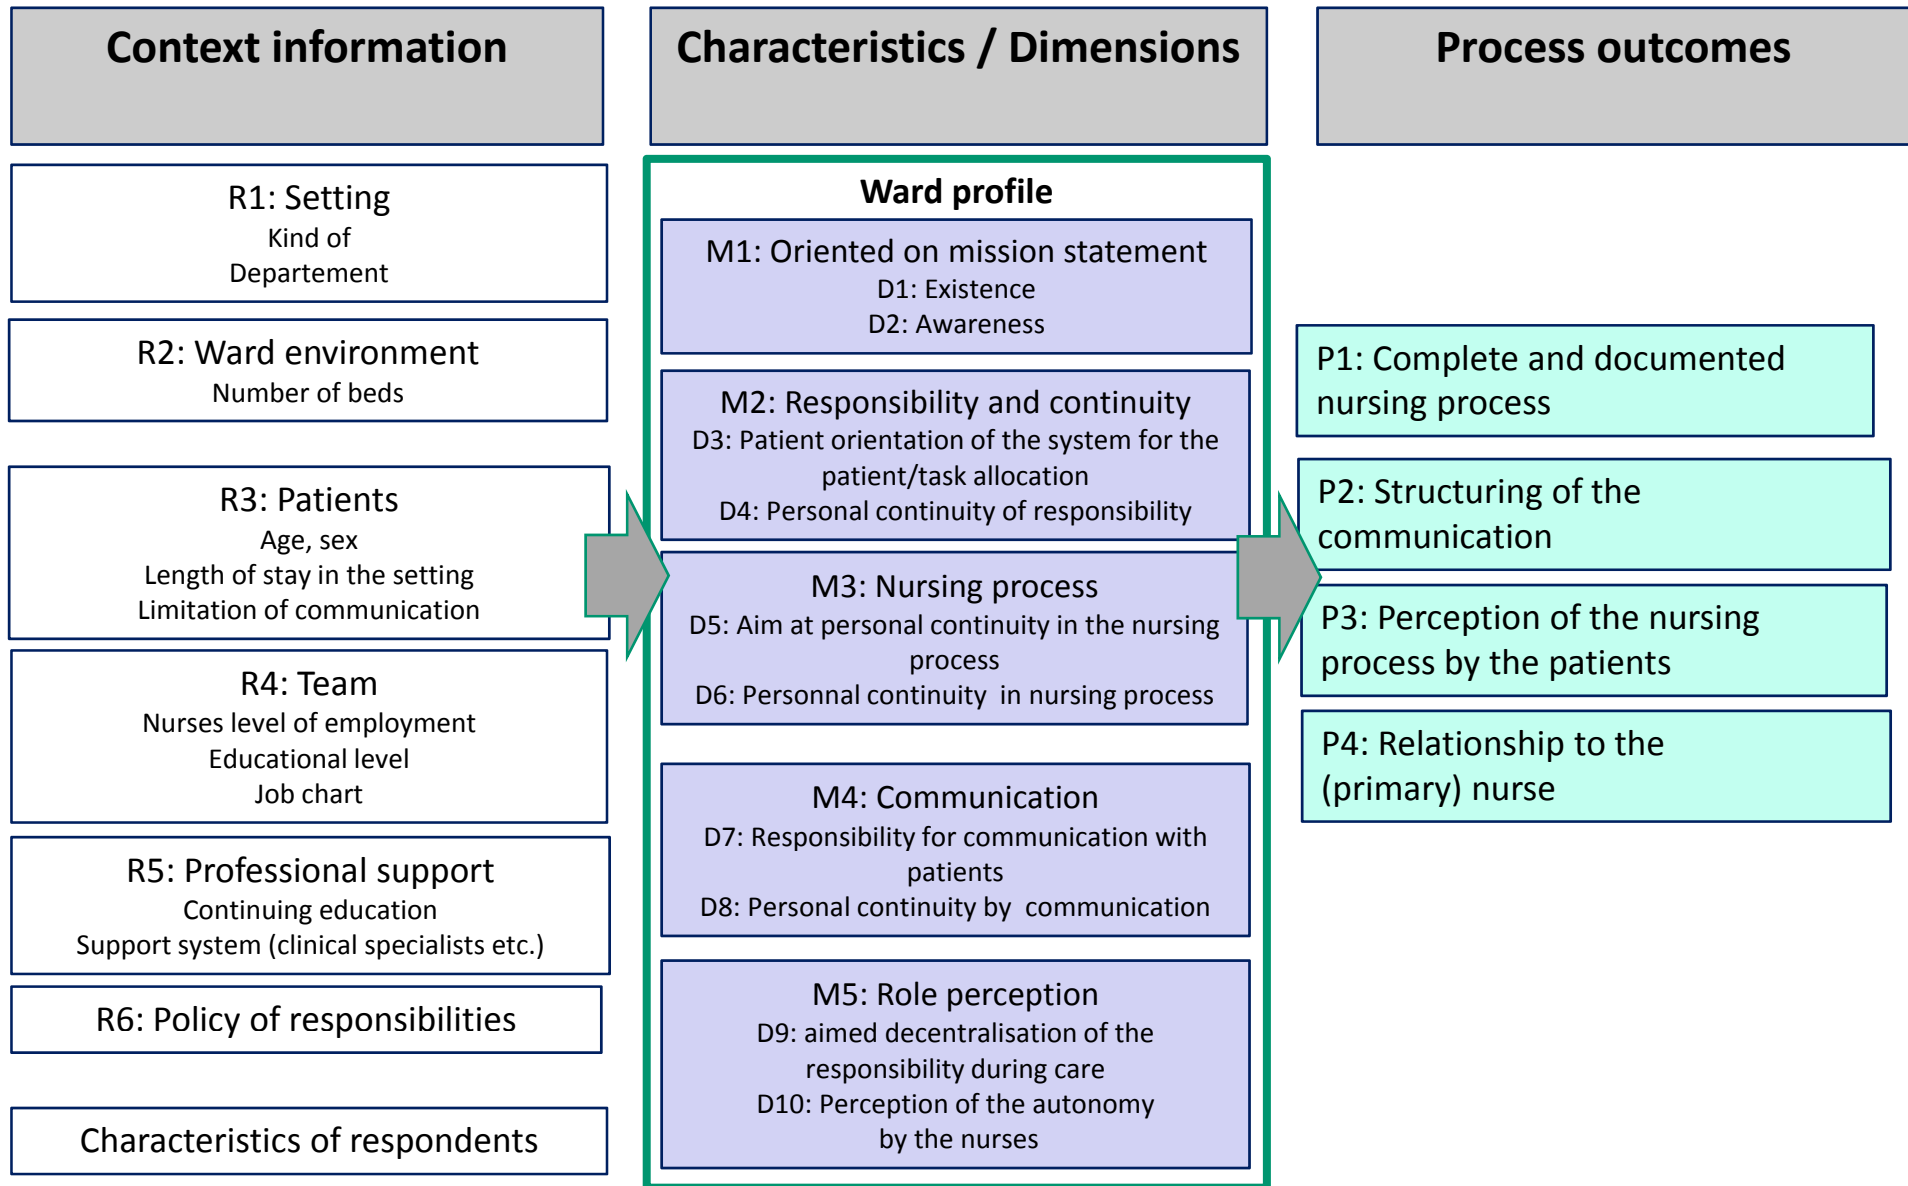 Context information
Characteristics / Dimensions
Process outcomes
R1: Setting
Kind of
Departement
R2: Ward environment
Number of beds
R3: Patients
Age, sex
Length of stay in the setting
Limitation of communication
R4: Team
Nurses level of employment
Educational level
Job chart
R5: Professional support
Continuing education
Support system (clinical specialists etc.)
R6: Policy of responsibilities
Characteristics of respondents
Ward profile
M1: Oriented on mission statement
D1: Existence
D2: Awareness
M2: Responsibility and continuity
D3: Patient orientation of the system for the
patient/task allocation
D4: Personal continuity of responsibility
M3: Nursing process
D5: Aim at personal continuity in the nursing
process
D6: Personnal continuity  in nursing process
M4: Communication
D7: Responsibility for communication with
patients
D8: Personal continuity by  communication
M5: Role perception
D9: aimed decentralisation of the
responsibility during care
D10: Perception of the autonomy
by the nurses
P1: Complete and documented
nursing process
P2: Structuring of the
communication
P3: Perception of the nursing
process by the patients
P4: Relationship to the
(primary) nurse